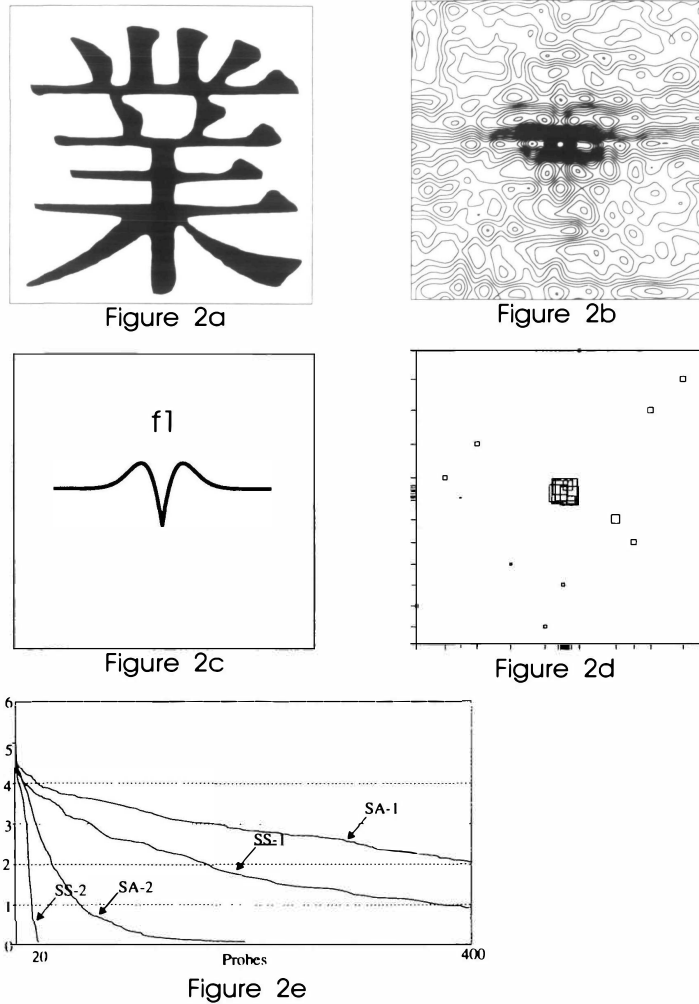 業
Figure 2a
Figure 2b
f1
Figure 2c
Figure 2d
6
5
4
3
2
1
0
SA-1
SS-1
SS-2
SA-2
20
Probes
400
Figure 2e